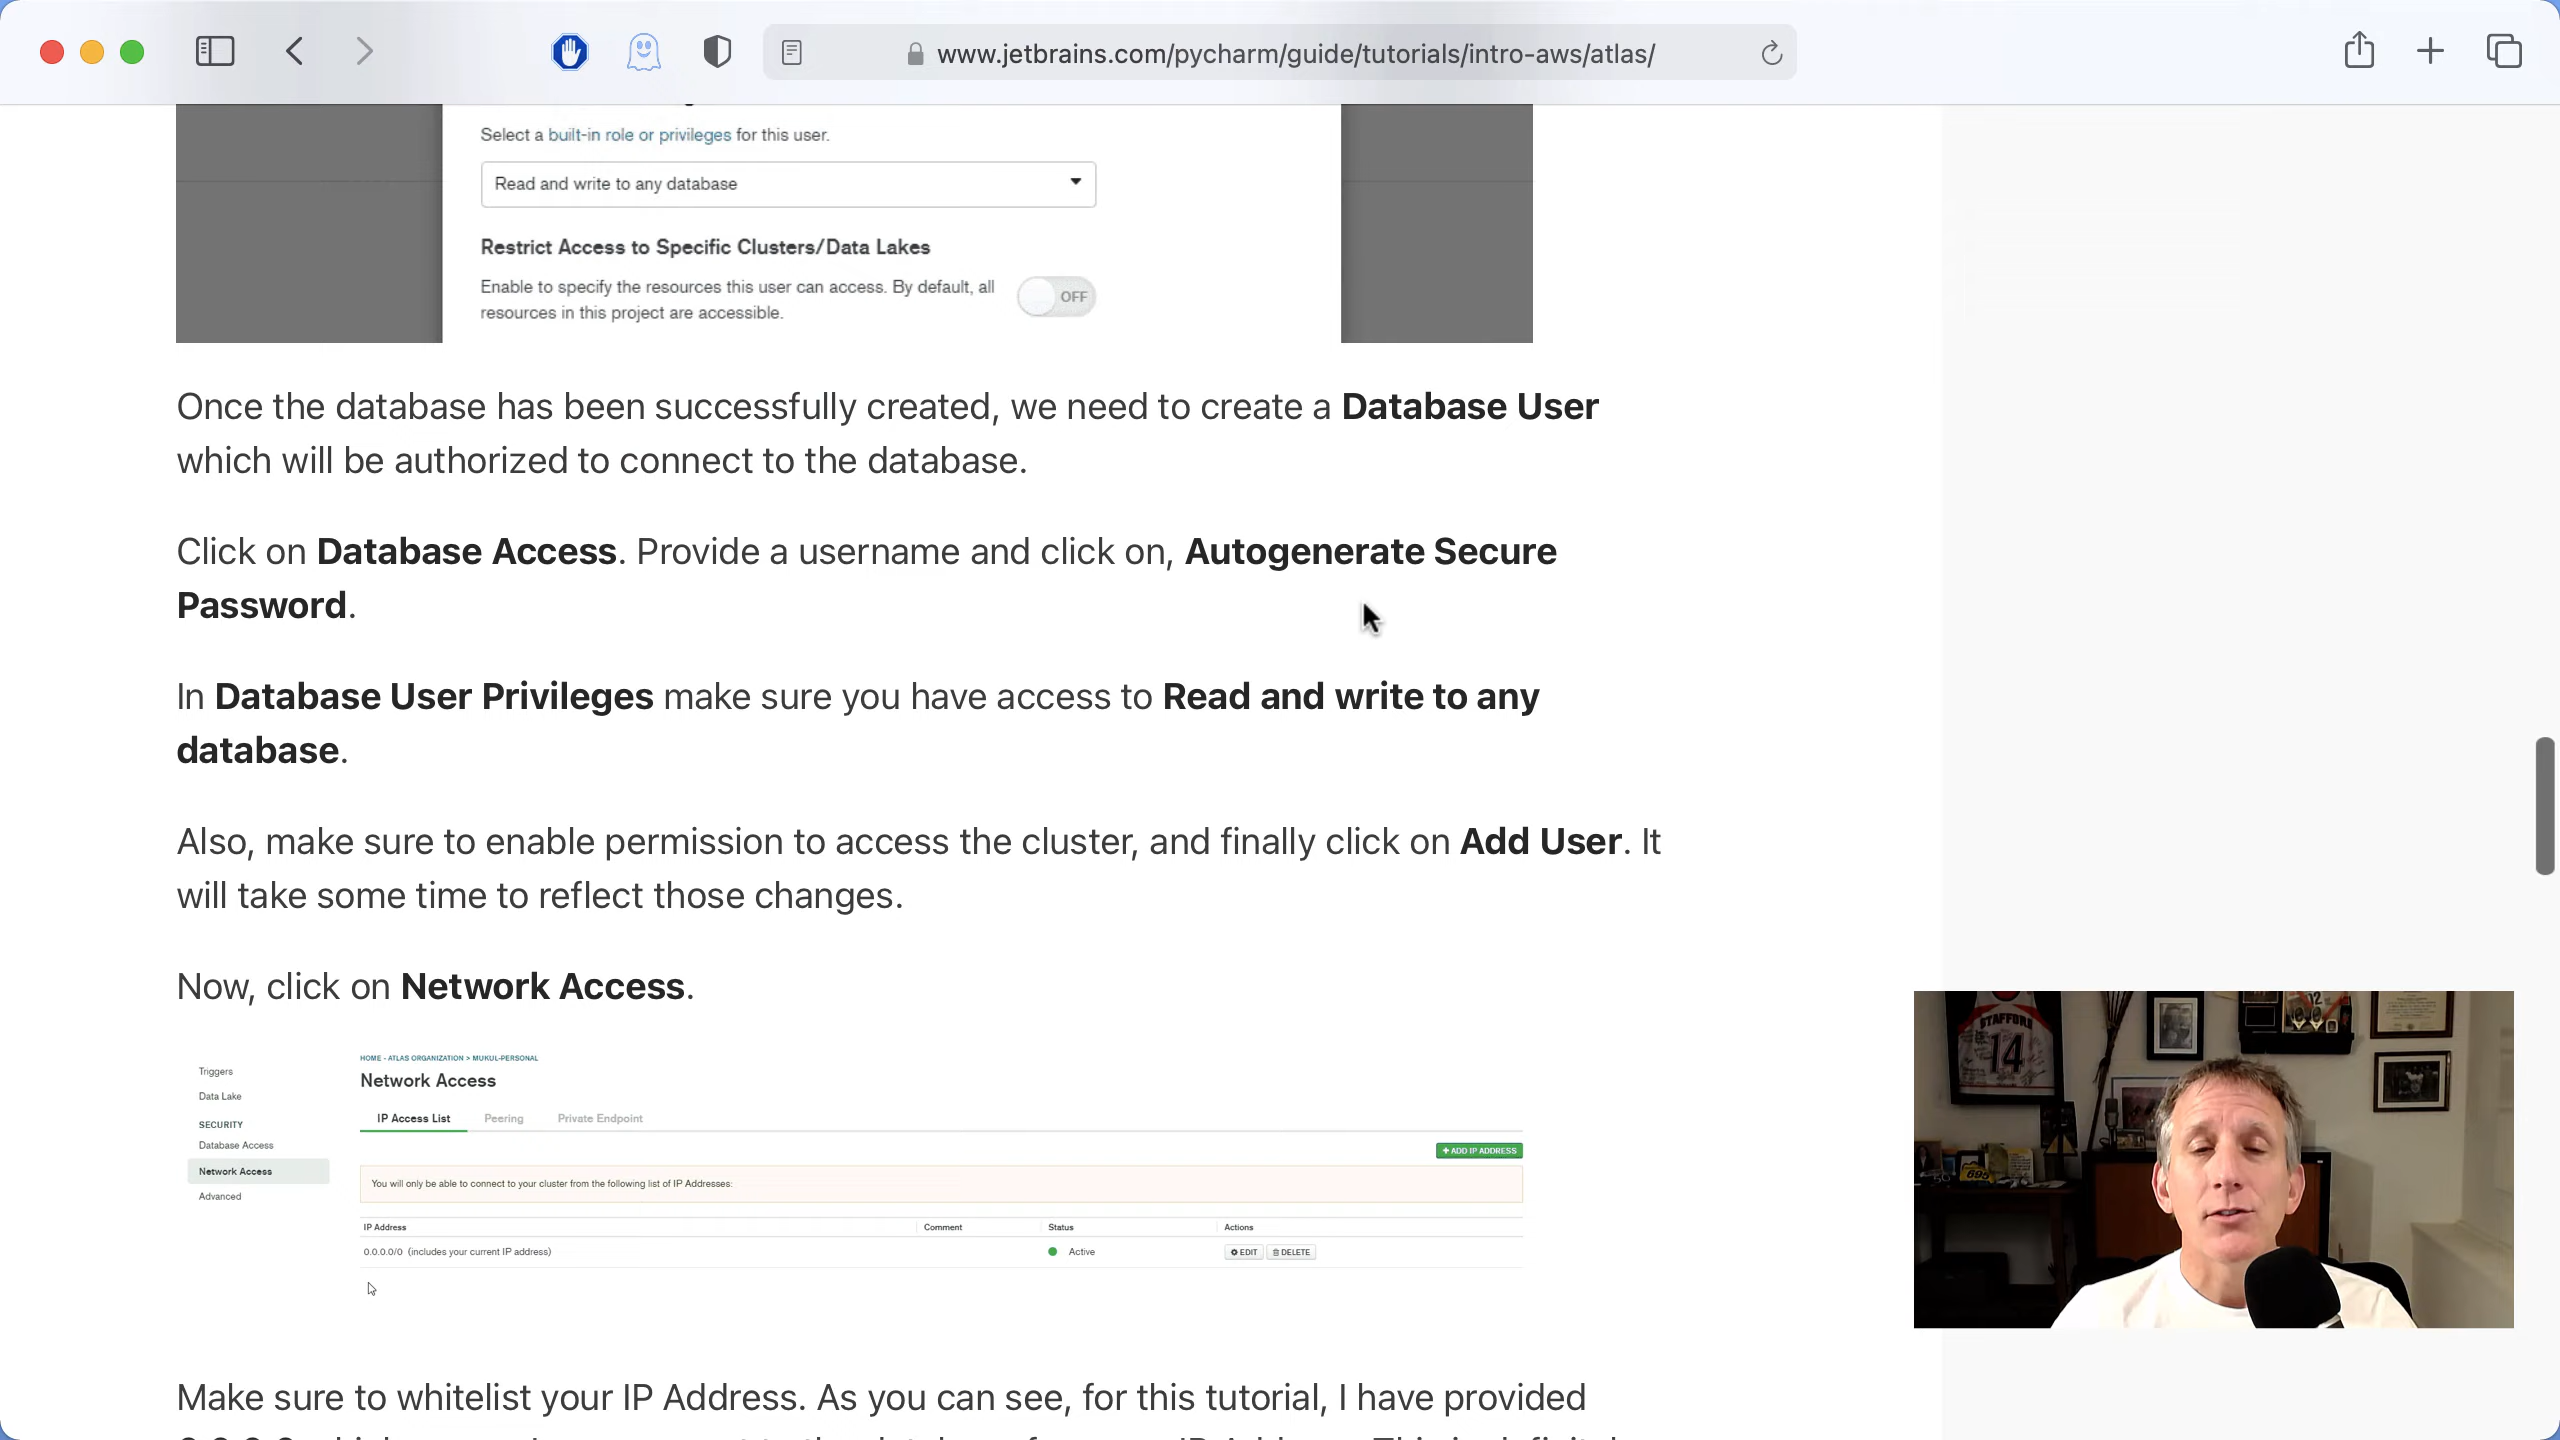 www.jetbrains.com/pycharm/guide/tutorials/intro-aws/atlas/
Select a built-in role or privileges for this user.
Read and write to any database
Restrict Access to Specific Clusters/Data Lakes
Enable to specify the resources this user can access. By default, all
resources in this project are accessible.
OFF
Once the database has been successfully created, we need to create a Database User
which will be authorized to connect to the database.
Click on Database Access. Provide a username and click on, Autogenerate Secure
Password.
In Database User Privileges make sure you have access to Read and write to any
database.
Also, make sure to enable permission to access the cluster, and finally click on Add User. It
will take some time to reflect those changes.
Now, click on Network Access.
Triggers
Data Lake
SECURITY
Database Access
Network Access
Advanced
HOME - ATLAS ORGANIZATION > MUKUL-PERSONAL
Network Access
IP Access List Peering Private Endpoint
+ ADD IP ADDRESS
You will only be able to connect to your cluster from the following list of IP Addresses:
IP Address Comment Status Actions
0.0.0.0/0 (includes your current IP address) Active EDIT DELETE
STAFFORD
14
12
Make sure to whitelist your IP Address. As you can see, for this tutorial, I have provided